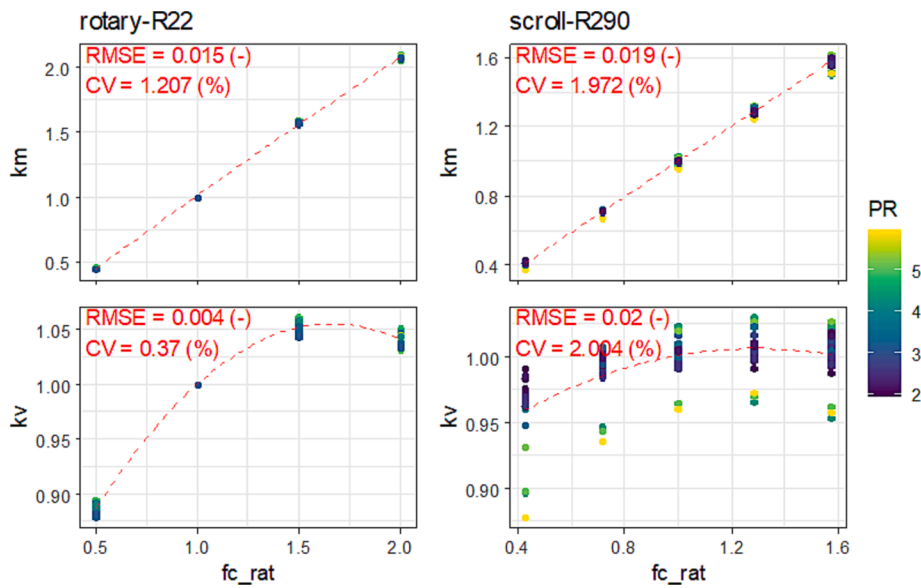 rotary-R22
scroll-R290
RMSE = 0.015 (-)
CV = 1.207 (%)
2.0
1.5
1.0
0.5
km
RMSE = 0.019 (-)
CV = 1.972 (%)
1.6
1.2
0.8
0.4
km
RMSE = 0.004 (-)
CV = 0.37 (%)
1.05
1.00
0.95
0.90
kv
0.5 1.0 1.5 2.0
fc_rat
RMSE = 0.02 (-)
CV = 2.004 (%)
1.00
0.95
0.90
kv
0.4 0.8 1.2 1.6
fc_rat
PR
5
4
3
2